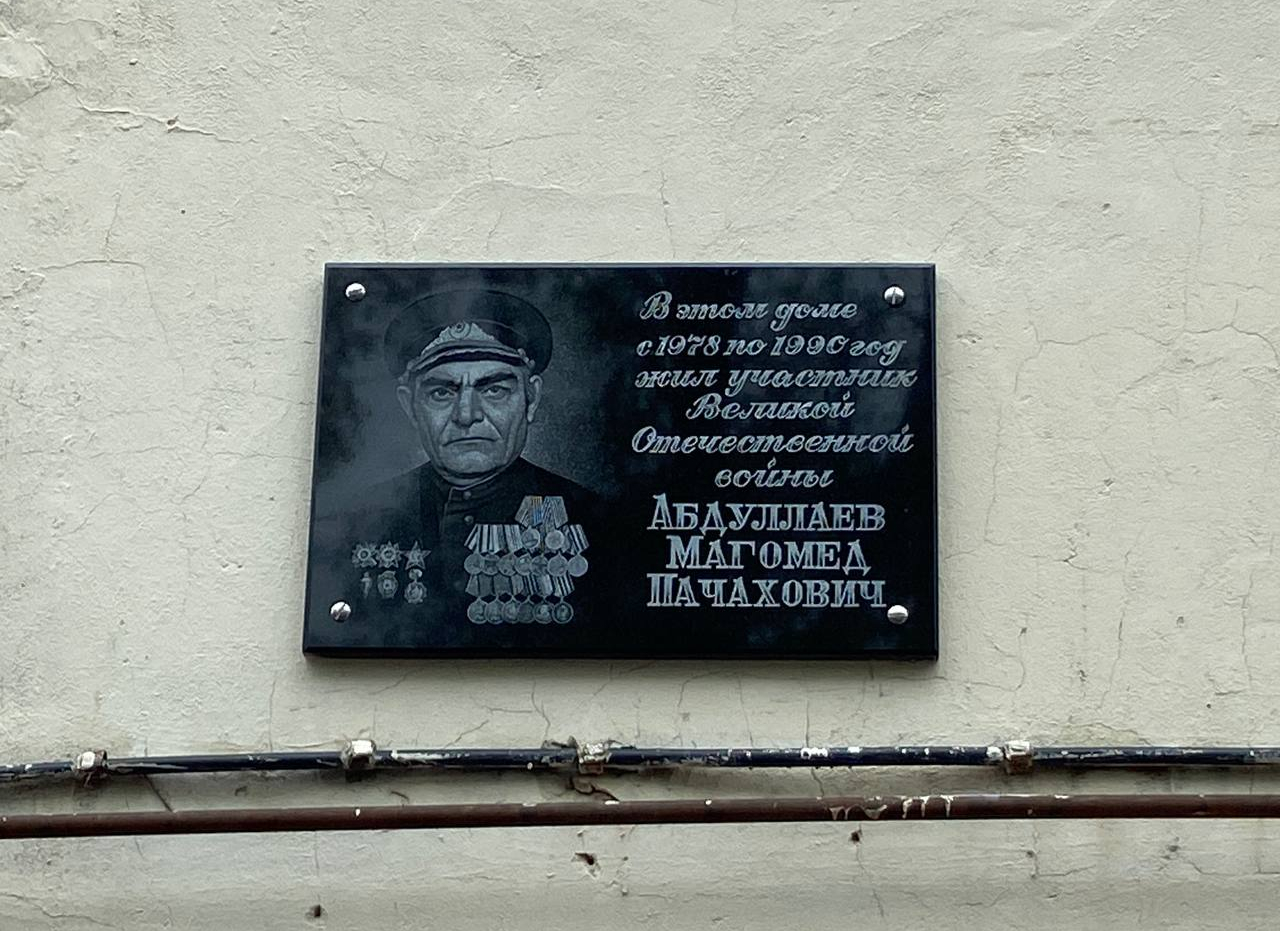 В этом доме
с 1978 по 1990 год
жил участник
Великой
Отечественной
войны
АБДУЛЛАЕВ
МАГОМЕД
ПАЧАХОВИЧ